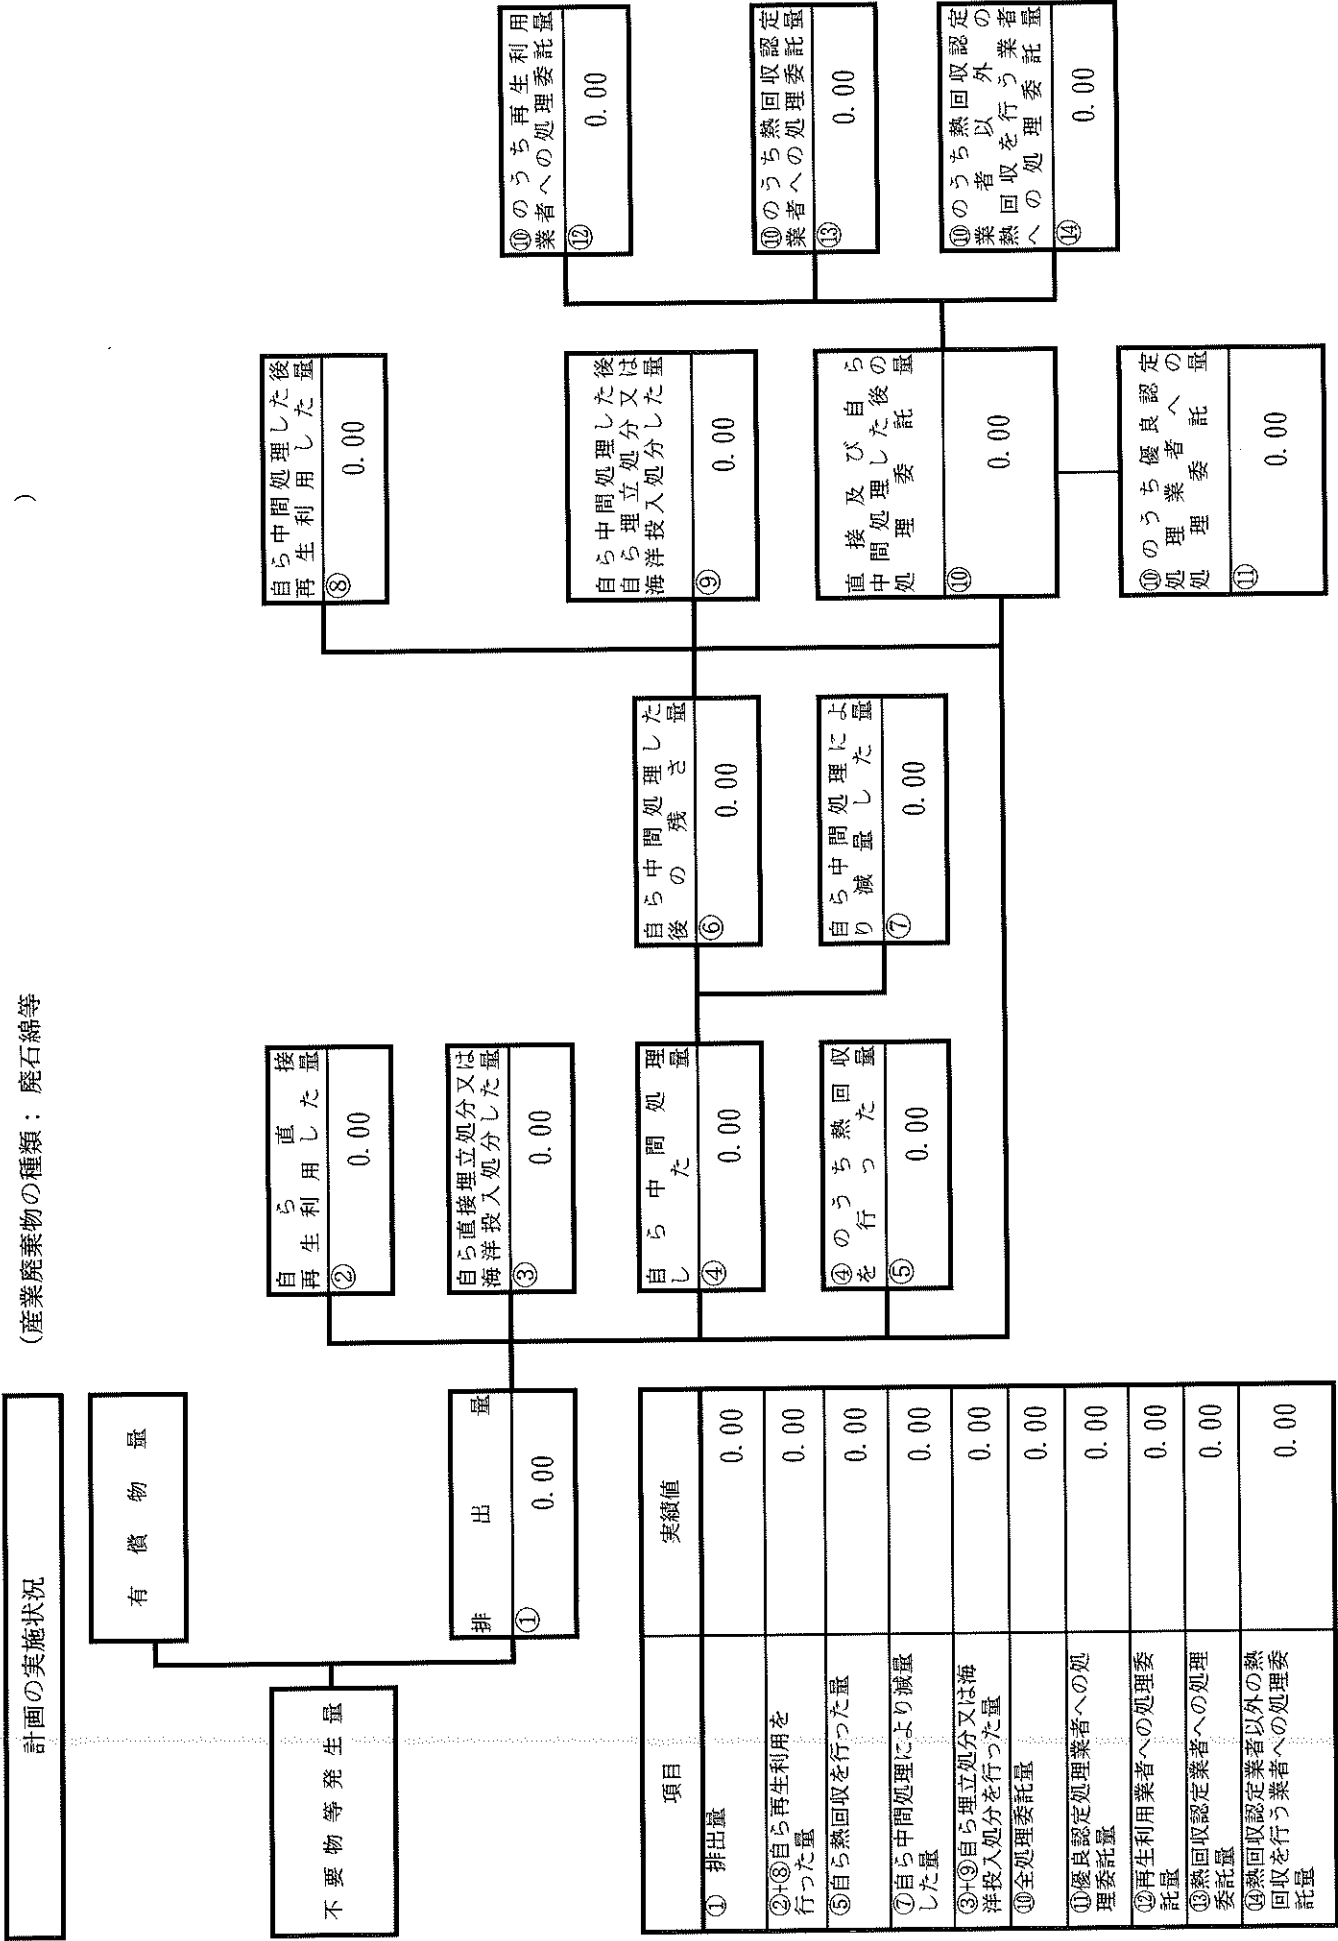 計画の実施状況
(産業廃棄物の種類： 廃石綿等
)
不要物等発生量
有償物量
排出量
① 0.00
自ら直接
再生利用した量
② 0.00
自ら直接埋立処分又は
海洋投入処分した量
③ 0.00
自ら中間処理
した量
④ 0.00
④のうち熱回収
を行った量
⑤ 0.00
自ら中間処理した
後の残さ量
⑥ 0.00
自ら中間処理によ
り減量した量
⑦ 0.00
自ら中間処理した後
再生利用した量
⑧ 0.00
自ら中間処理した後
自ら埋立処分又は
海洋投入処分した量
⑨ 0.00
直接及び自ら
中間処理した後の
処理委託量
⑩ 0.00
⑩のうち優良認定
処理業者への
処理委託量
⑪ 0.00
⑩のうち再生利用
業者への処理委託量
⑫ 0.00
⑩のうち熱回収認定
業者への処理委託量
⑬ 0.00
⑩のうち熱回収認定
業者以外の
熱回収を行う業者
への処理委託量
⑭ 0.00
項目 実績値
① 排出量 0.00
②+⑧自ら再生利用を
行った量 0.00
⑤自ら熱回収を行った量 0.00
⑦自ら中間処理により減量
した量 0.00
③+⑨自ら埋立処分又は海
洋投入処分を行った量 0.00
⑩全処理委託量 0.00
⑪優良認定処理業者への処
理委託量 0.00
⑫再生利用業者への処理委
託量 0.00
⑬熱回収認定業者への処理
委託量 0.00
⑭熱回収認定業者以外の熱
回収を行う業者への処理委
託量 0.00